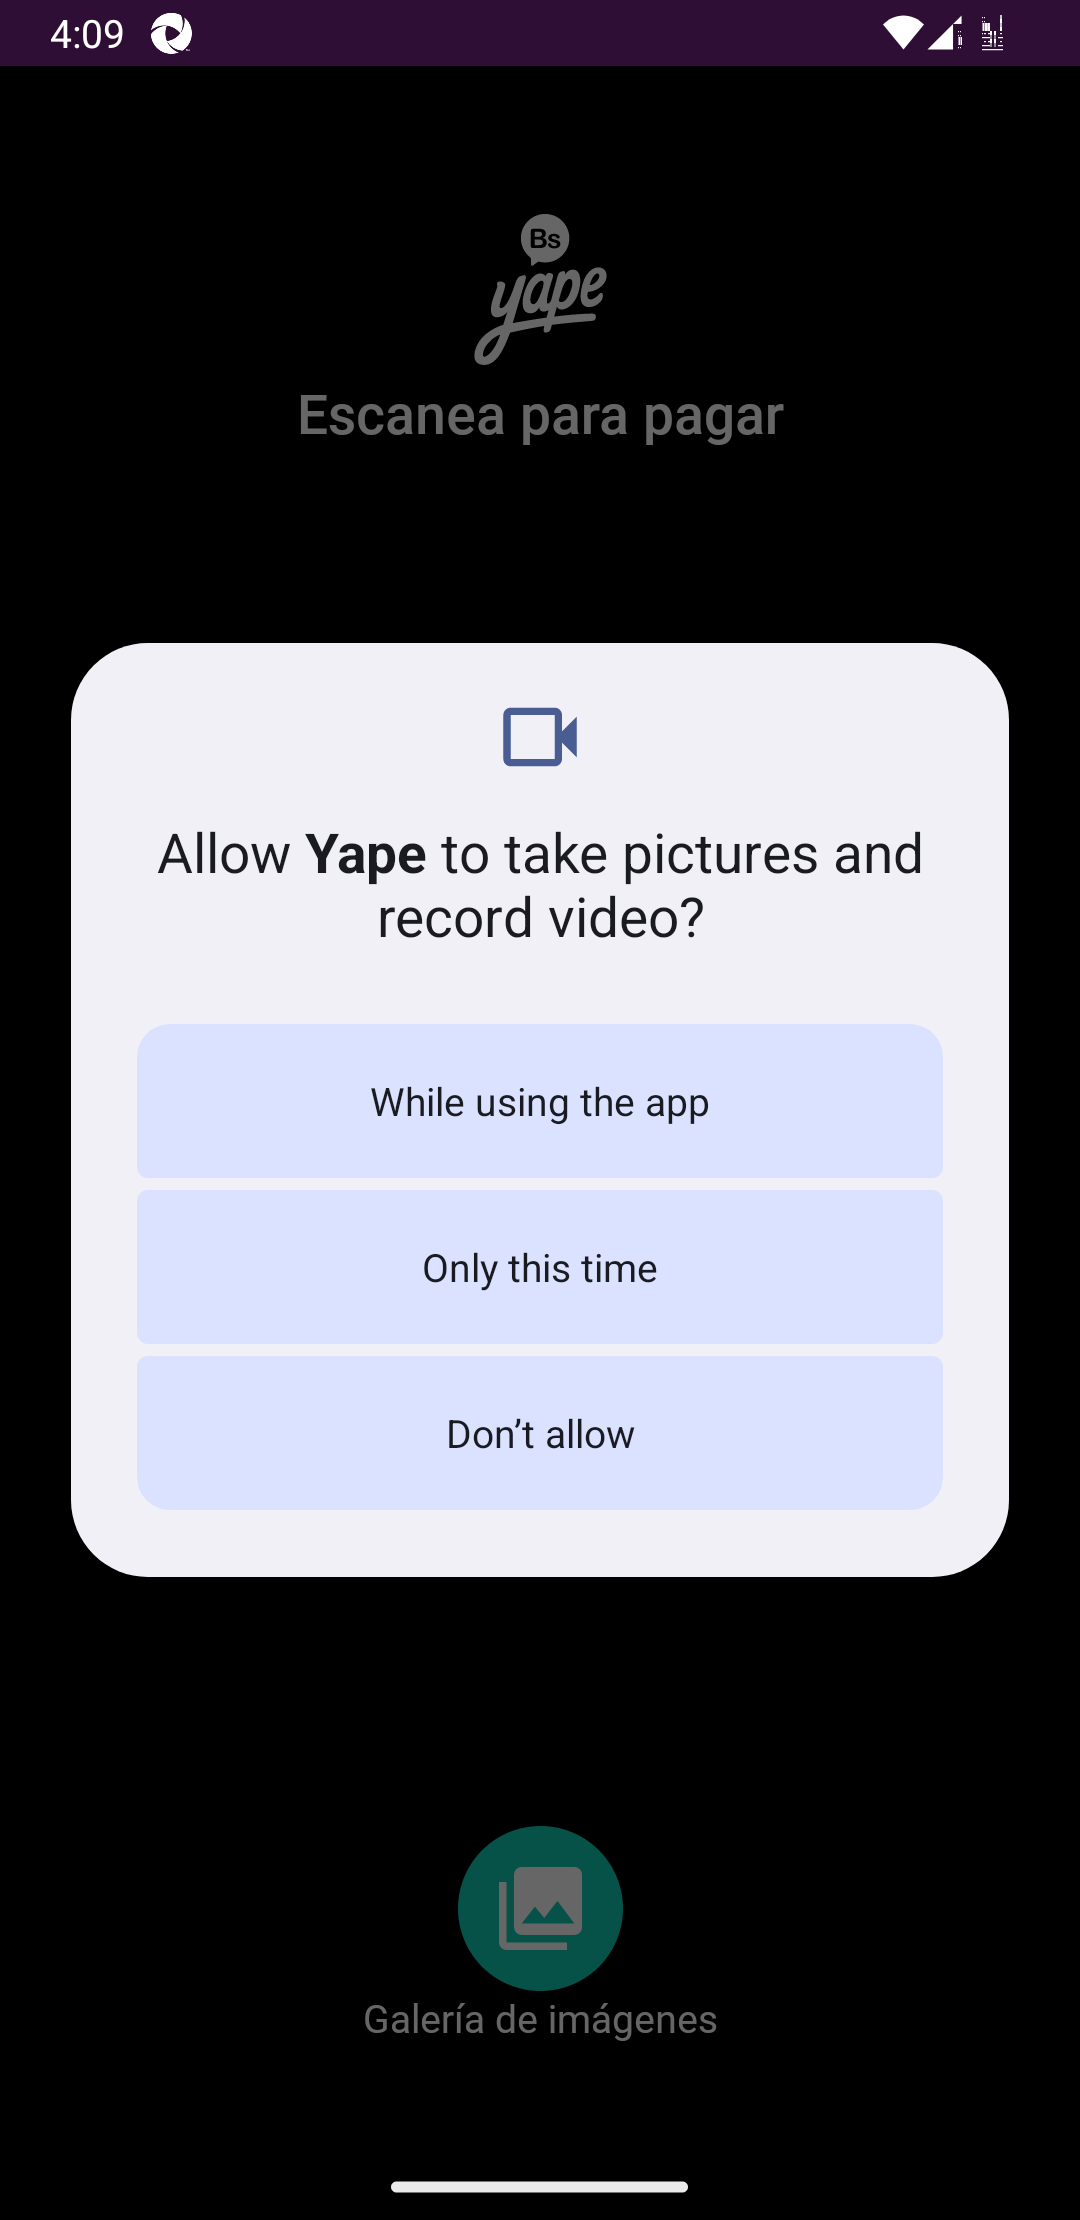 4:09
Bs
yape
Escanea para pagar
Allow Yape to take pictures and
record video?
While using the app
Only this time
Don’t allow
Galería de imágenes